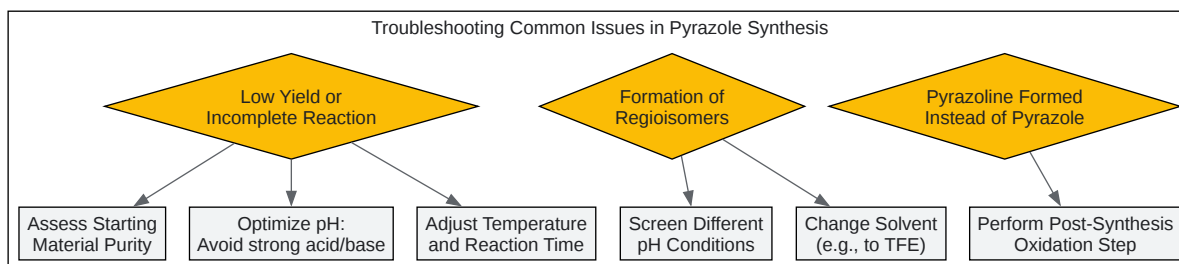 Troubleshooting Common Issues in Pyrazole Synthesis
Low Yield or
Incomplete Reaction
Formation of
Regioisomers
Pyrazoline Formed
Instead of Pyrazole
Assess Starting
Material Purity
Optimize pH:
Avoid strong acid/base
Adjust Temperature
and Reaction Time
Screen Different
pH Conditions
Change Solvent
(e.g., to TFE)
Perform Post-Synthesis
Oxidation Step